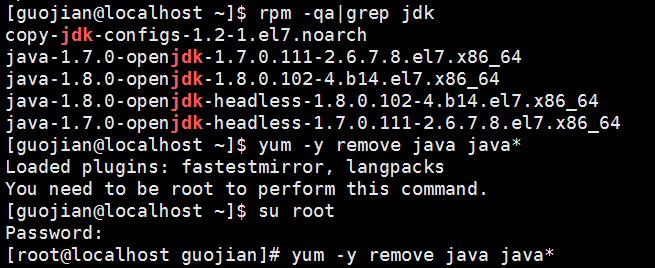 [guojian@localhost ~]$ rpm -qa|grep jdk
copy-jdk-configs-1.2-1.el7.noarch
java-1.7.0-openjdk-1.7.0.111-2.6.7.8.el7.x86_64
java-1.8.0-openjdk-1.8.0.102-4.b14.el7.x86_64
java-1.8.0-openjdk-headless-1.8.0.102-4.b14.el7.x86_64
java-1.7.0-openjdk-headless-1.7.0.111-2.6.7.8.el7.x86_64
[guojian@localhost ~]$ yum -y remove java java*
Loaded plugins: fastestmirror, langpacks
You need to be root to perform this command.
[guojian@localhost ~]$ su root
Password:
[root@localhost guojian]# yum -y remove java java*